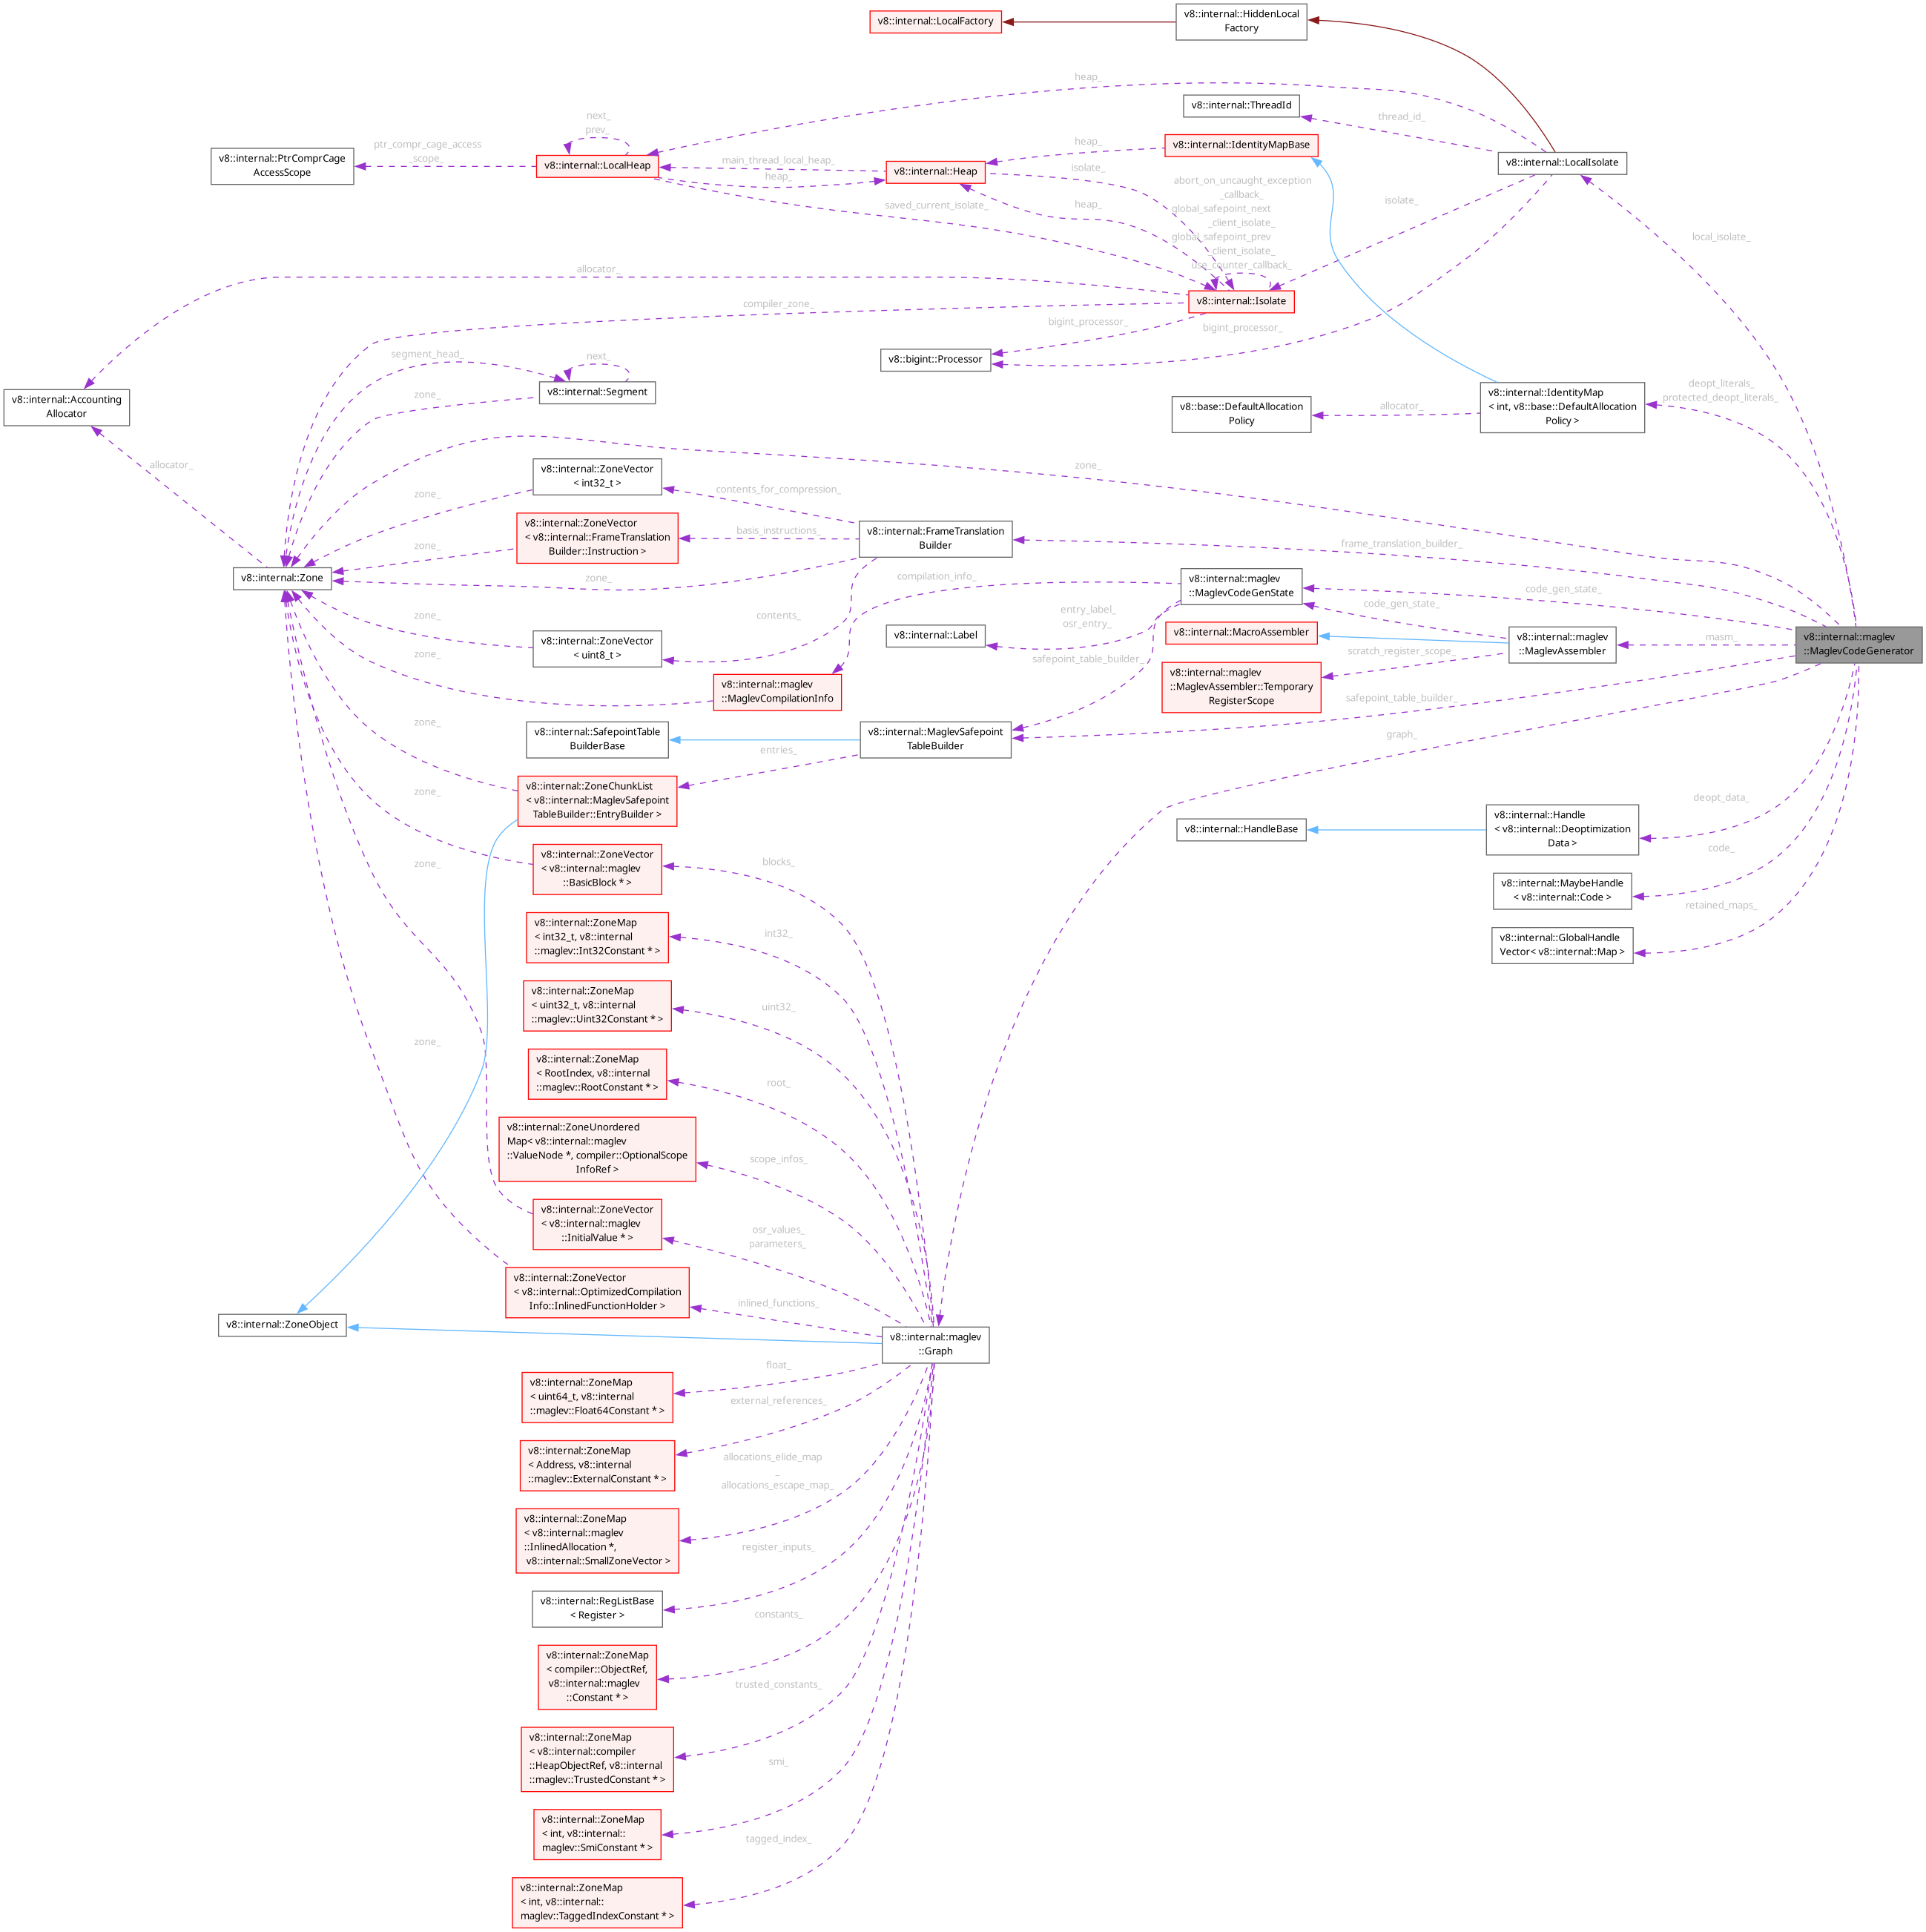 v8::internal::LocalFactory
v8::internal::HiddenLocal
Factory
heap_
v8::internal::ThreadId
thread_id_
next_
prev_
ptr_compr_cage_access
_scope_
v8::internal::PtrComprCage
AccessScope
v8::internal::LocalHeap
main_thread_local_heap_
heap_
v8::internal::Heap
heap_
v8::internal::IdentityMapBase
v8::internal::LocalIsolate
isolate_
saved_current_isolate_
heap_
abort_on_uncaught_exception
_callback_
global_safepoint_next
_client_isolate_
global_safepoint_prev
_client_isolate_
use_counter_callback_
isolate_
local_isolate_
allocator_
v8::internal::Isolate
compiler_zone_
bigint_processor_
bigint_processor_
v8::bigint::Processor
segment_head_
next_
v8::internal::Segment
zone_
v8::internal::Accounting
Allocator
allocator_
v8::base::DefaultAllocation
Policy
allocator_
v8::internal::IdentityMap
< int, v8::base::DefaultAllocation
Policy >
deopt_literals_
protected_deopt_literals_
zone_
v8::internal::ZoneVector
< int32_t >
zone_
contents_for_compression_
v8::internal::ZoneVector
< v8::internal::FrameTranslation
Builder::Instruction >
zone_
basis_instructions_
v8::internal::FrameTranslation
Builder
frame_translation_builder_
v8::internal::Zone
zone_
compilation_info_
v8::internal::maglev
::MaglevCodeGenState
code_gen_state_
code_gen_state_
zone_
v8::internal::ZoneVector
< uint8_t >
contents_
entry_label_
osr_entry_
v8::internal::Label
safepoint_table_builder_
v8::internal::MacroAssembler
v8::internal::maglev
::MaglevAssembler
masm_
v8::internal::maglev
::MaglevCodeGenerator
scratch_register_scope_
v8::internal::maglev
::MaglevAssembler::Temporary
RegisterScope
zone_
v8::internal::maglev
::MaglevCompilationInfo
safepoint_table_builder_
v8::internal::SafepointTable
BuilderBase
v8::internal::MaglevSafepoint
TableBuilder
graph_
zone_
entries_
v8::internal::ZoneChunkList
< v8::internal::MaglevSafepoint
TableBuilder::EntryBuilder >
zone_
v8::internal::HandleBase
v8::internal::Handle
< v8::internal::Deoptimization
Data >
deopt_data_
v8::internal::ZoneVector
< v8::internal::maglev
::BasicBlock * >
zone_
blocks_
code_
v8::internal::MaybeHandle
< v8::internal::Code >
retained_maps_
v8::internal::GlobalHandle
Vector< v8::internal::Map >
v8::internal::ZoneMap
< int32_t, v8::internal
::maglev::Int32Constant * >
int32_
v8::internal::ZoneMap
< uint32_t, v8::internal
::maglev::Uint32Constant * >
uint32_
zone_
v8::internal::ZoneMap
< RootIndex, v8::internal
::maglev::RootConstant * >
root_
v8::internal::ZoneUnordered
Map< v8::internal::maglev
::ValueNode *, compiler::OptionalScope
InfoRef >
scope_infos_
v8::internal::ZoneVector
< v8::internal::maglev
::InitialValue * >
osr_values_
parameters_
v8::internal::ZoneVector
< v8::internal::OptimizedCompilation
Info::InlinedFunctionHolder >
inlined_functions_
v8::internal::ZoneObject
v8::internal::maglev
::Graph
v8::internal::ZoneMap
< uint64_t, v8::internal
::maglev::Float64Constant * >
float_
v8::internal::ZoneMap
< Address, v8::internal
::maglev::ExternalConstant * >
external_references_
v8::internal::ZoneMap
< v8::internal::maglev
::InlinedAllocation *,
v8::internal::SmallZoneVector >
allocations_elide_map
_
allocations_escape_map_
v8::internal::RegListBase
< Register >
register_inputs_
v8::internal::ZoneMap
< compiler::ObjectRef,
v8::internal::maglev
::Constant * >
constants_
v8::internal::ZoneMap
< v8::internal::compiler
::HeapObjectRef, v8::internal
::maglev::TrustedConstant * >
trusted_constants_
v8::internal::ZoneMap
< int, v8::internal::
maglev::SmiConstant * >
smi_
v8::internal::ZoneMap
< int, v8::internal::
maglev::TaggedIndexConstant * >
tagged_index_